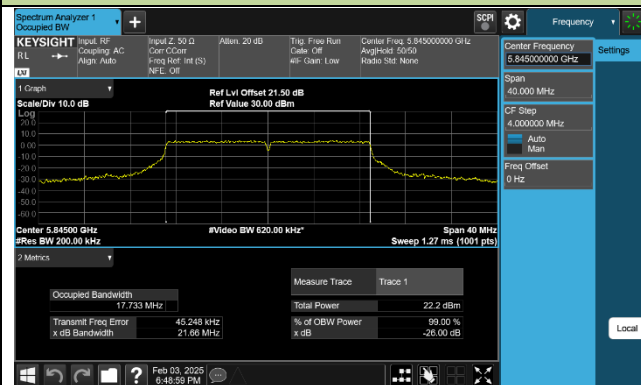 Spectrum Analyzer 1
Occupied BW
SCPI
Frequency
KEYSIGHT
RL
LXI
Input: RF
Coupling: AC
Align: Auto
Input Z: 50 Ω
Corr CCorr
Freq Ref: Int (S)
NFE: Off
Atten: 20 dB
Trig: Free Run
Gate: Off
#IF Gain: Low
Center Freq: 5.845000000 GHz
Avg|Hold: 50/50
Radio Std: None
Center Frequency
5.845000000 GHz
Settings
Span
40.000 MHz
CF Step
4.000000 MHz
Auto
Man
Freq Offset
0 Hz
Local
1 Graph
Scale/Div 10.0 dB
Ref Lvl Offset 21.50 dB
Ref Value 30.00 dBm
Log
20.0
10.0
0.00
-10.0
-20.0
-30.0
-40.0
-50.0
-60.0
Center 5.84500 GHz
#Video BW 620.00 kHz*
Span 40 MHz
#Res BW 200.00 kHz
Sweep 1.27 ms (1001 pts)
2 Metrics
Measure Trace
Trace 1
Occupied Bandwidth
17.733 MHz
Total Power
22.2 dBm
Transmit Freq Error
45.248 kHz
% of OBW Power
99.00 %
x dB Bandwidth
21.66 MHz
x dB
-26.00 dB
?
Feb 03, 2025
6:48:59 PM